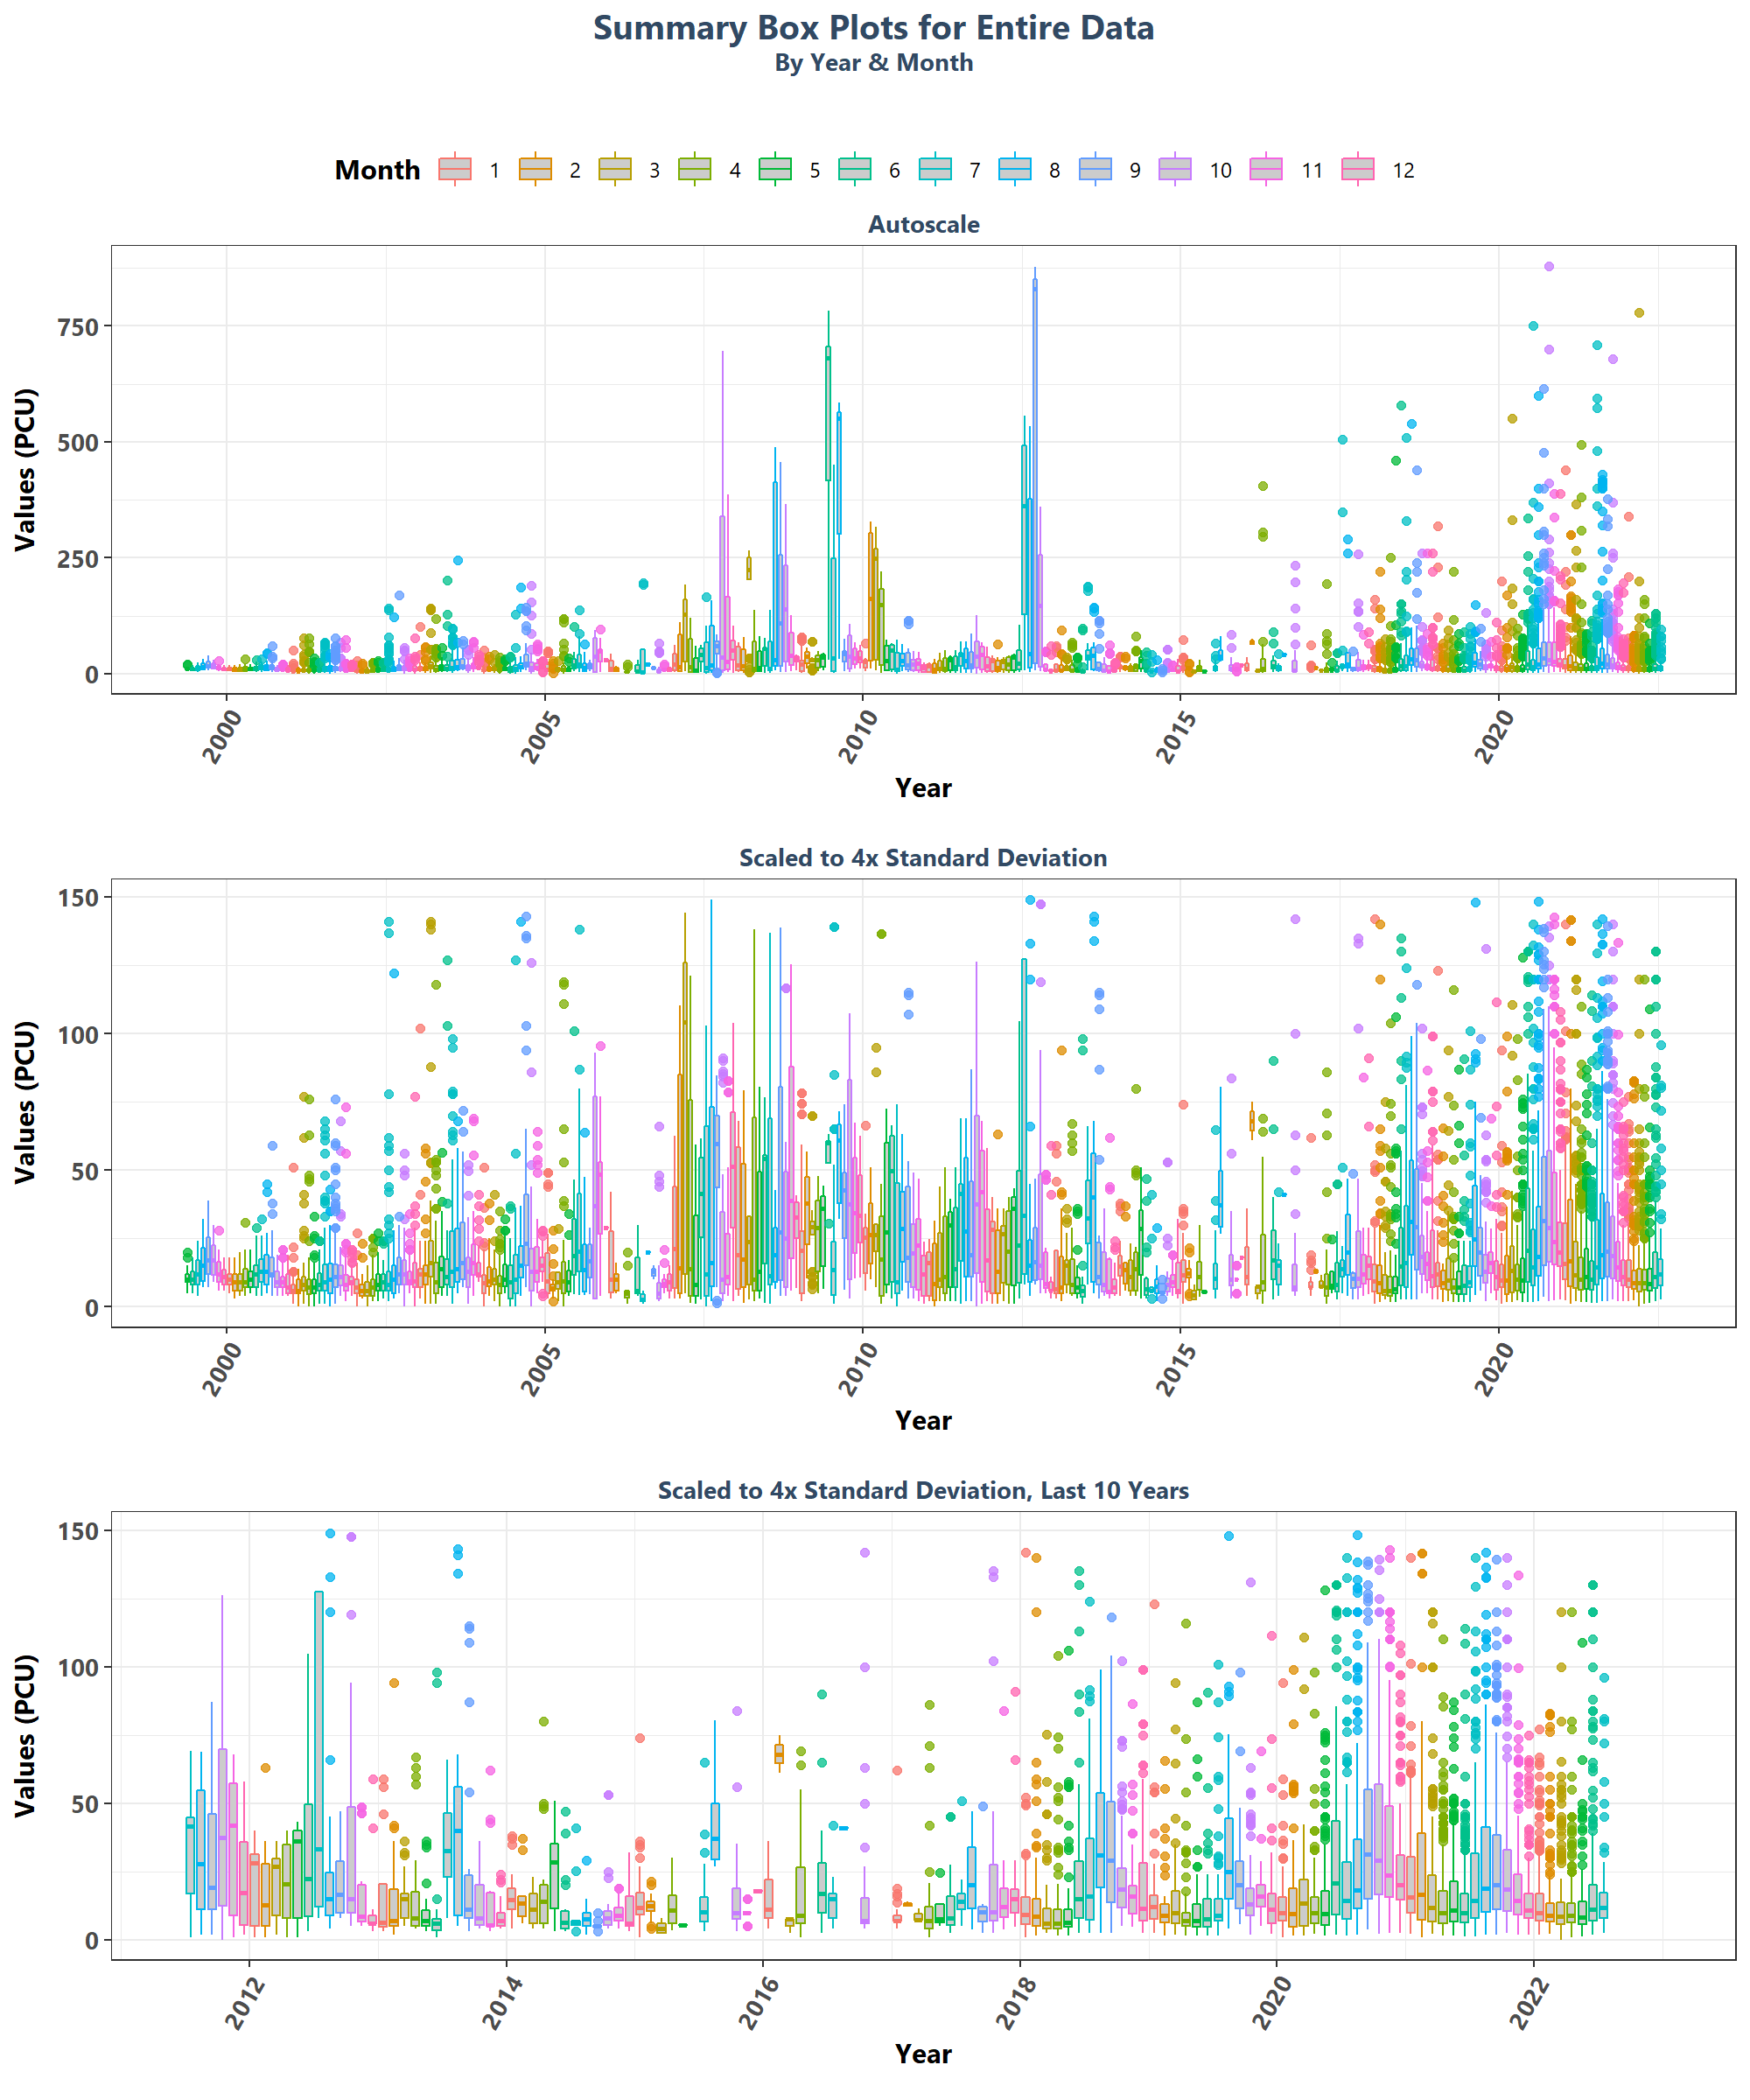 Summary Box Plots for Entire Data
By Year & Month
Month 1 2 3 4 5 6 7 8 9 10 11 12
Autoscale
Values (PCU)
750
500
250
0
2000 2005 2010 2015 2020
Year
Scaled to 4x Standard Deviation
Values (PCU)
150
100
50
0
2000 2005 2010 2015 2020
Year
Scaled to 4x Standard Deviation, Last 10 Years
Values (PCU)
150
100
50
0
2012 2014 2016 2018 2020 2022
Year